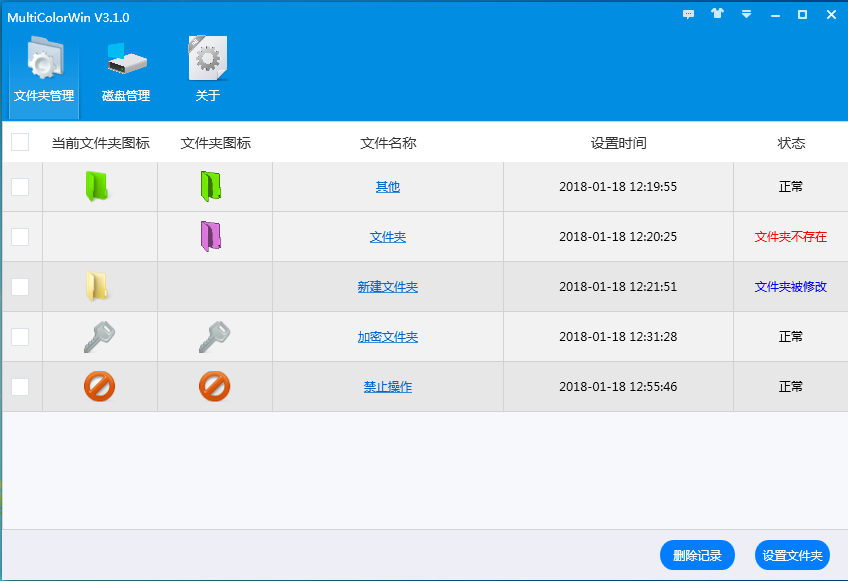 MultiColorWin V3.1.0
文件夹管理 磁盘管理 关于
当前文件夹图标 文件夹图标 文件名称 设置时间 状态
其他 2018-01-18 12:19:55 正常
文件夹 2018-01-18 12:20:25 文件夹不存在
新建文件夹 2018-01-18 12:21:51 文件夹被修改
加密文件夹 2018-01-18 12:31:28 正常
禁止操作 2018-01-18 12:55:46 正常
删除记录 设置文件夹